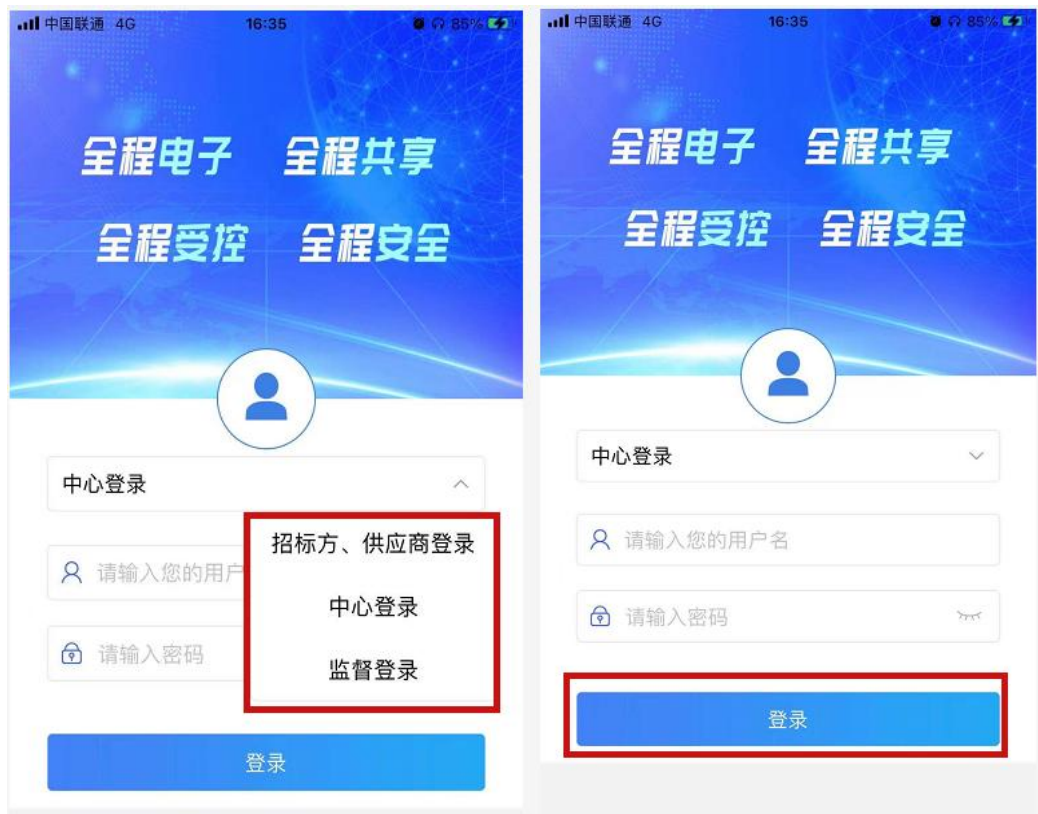 中国联通 4G 16:35 85%
全程电子 全程共享
全程受控 全程安全
中心登录
招标方、供应商登录
请输入您的用户
中心登录
请输入密码
监督登录
登录
中国联通 4G 16:35 85%
全程电子 全程共享
全程受控 全程安全
中心登录
请输入您的用户名
请输入密码
登录